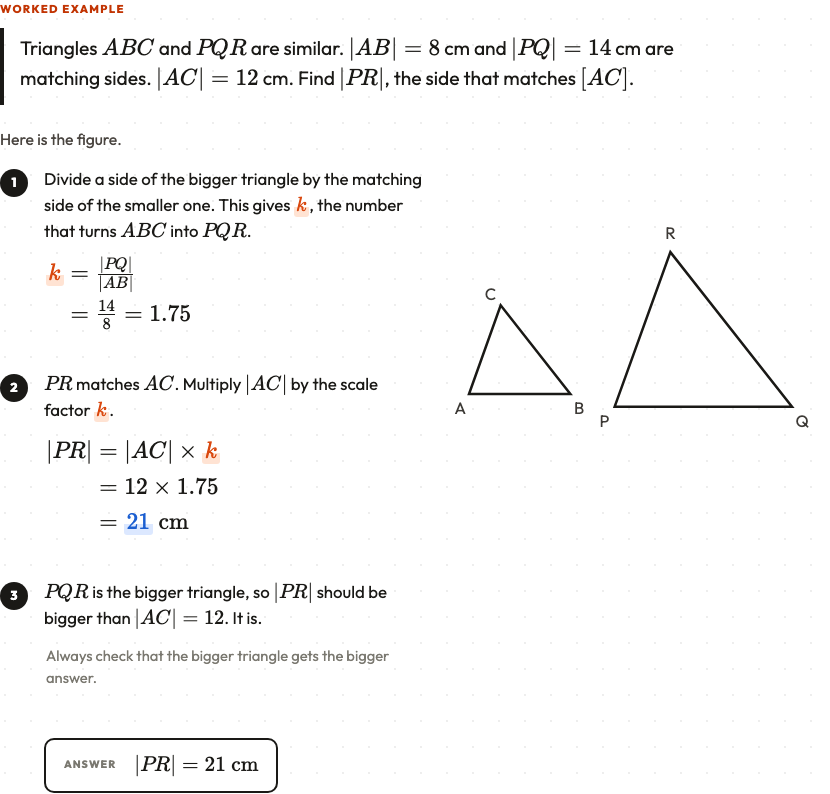 WORKED EXAMPLE
Triangles ABC and PQR are similar. |AB| = 8 cm and |PQ| = 14 cm are
matching sides. |AC| = 12 cm. Find |PR|, the side that matches [AC].
Here is the figure.
1 Divide a side of the bigger triangle by the matching
side of the smaller one. This gives k, the number
that turns ABC into PQR.
k = |PQ|/|AB|
= 14/8 = 1.75
2 PR matches AC. Multiply |AC| by the scale
factor k.
|PR| = |AC| × k
= 12 × 1.75
= 21 cm
3 PQR is the bigger triangle, so |PR| should be
bigger than |AC| = 12. It is.
Always check that the bigger triangle gets the bigger
answer.
ANSWER |PR| = 21 cm
R
C
A
B
P
Q